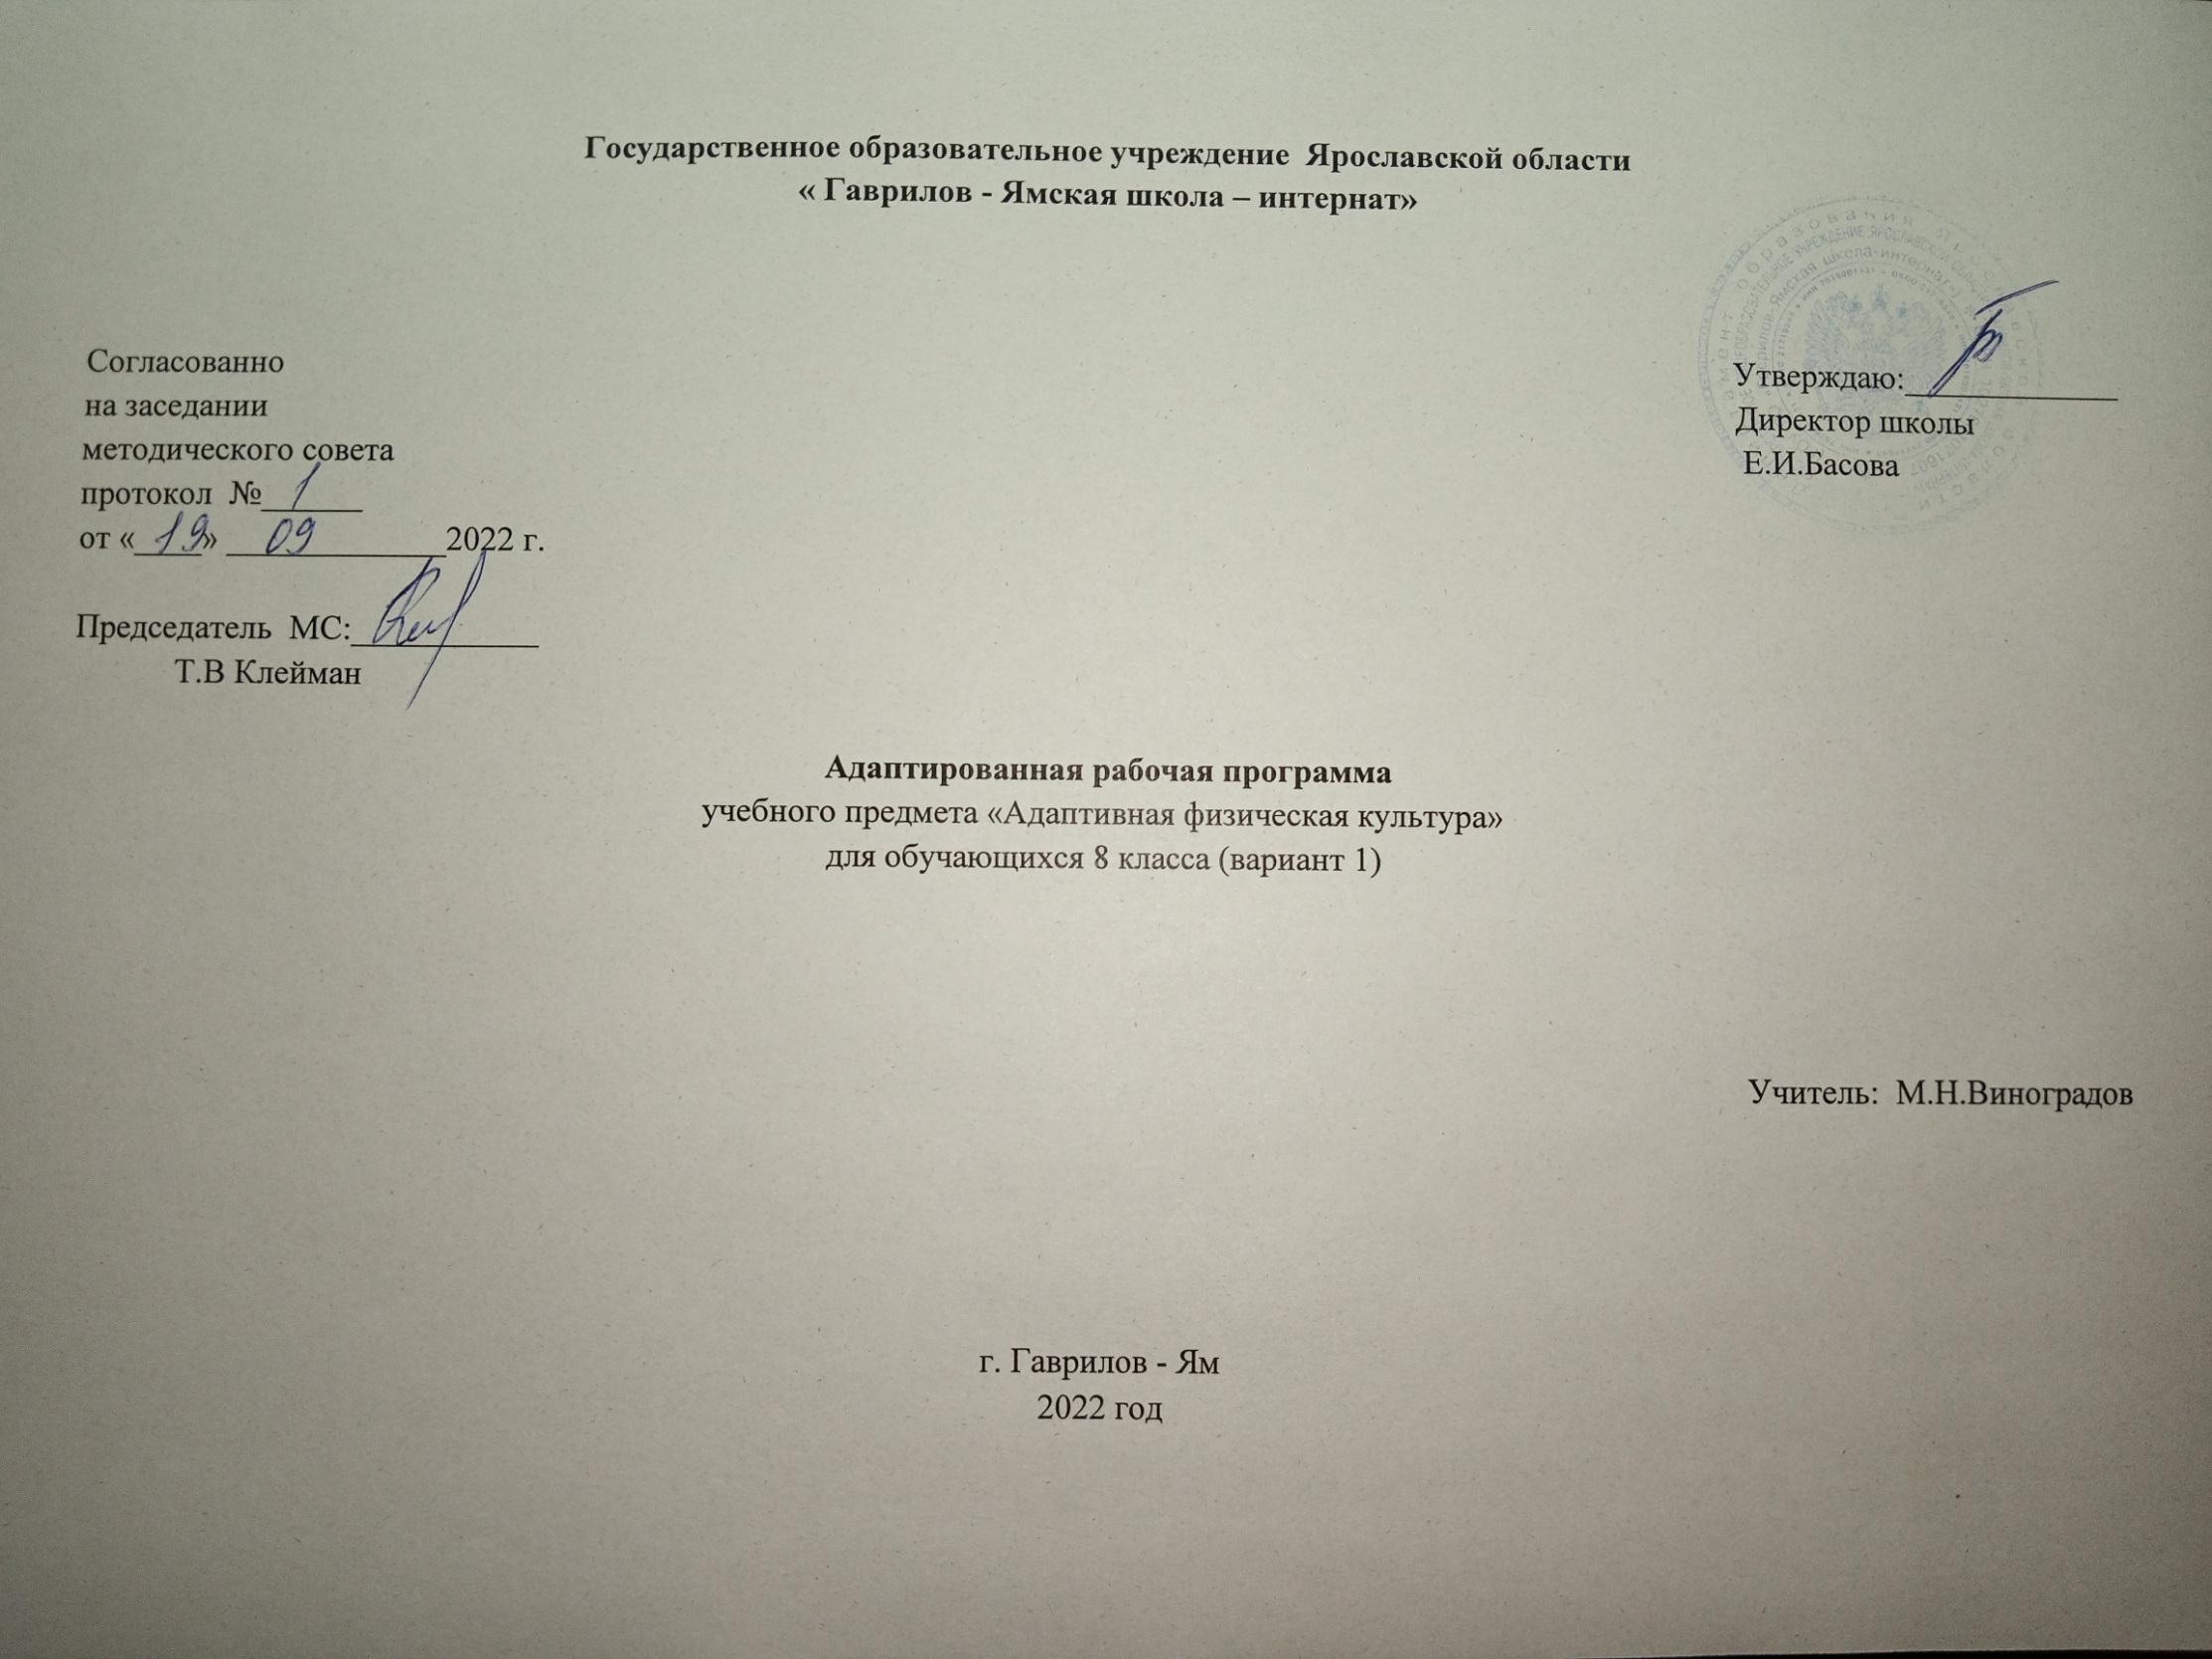 Государственное образовательное учреждение Ярославской области
« Гаврилов - Ямская школа – интернат»
Согласованно
на заседании
методического совета
протокол № 1
от « 19 » 09 2022 г.
Председатель МС:
Т.В Клейман
Утверждаю:
Директор школы
Е.И.Басова
Адаптированная рабочая программа
учебного предмета «Адаптивная физическая культура»
для обучающихся 8 класса (вариант 1)
Учитель: М.Н.Виноградов
г. Гаврилов - Ям
2022 год